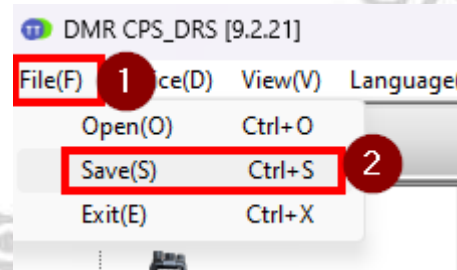 DMR CPS_DRS [9.2.21]
File(F) 1 ice(D) View(V) Language(
Open(O) Ctrl+O
Save(S) Ctrl+S 2
Exit(E) Ctrl+X